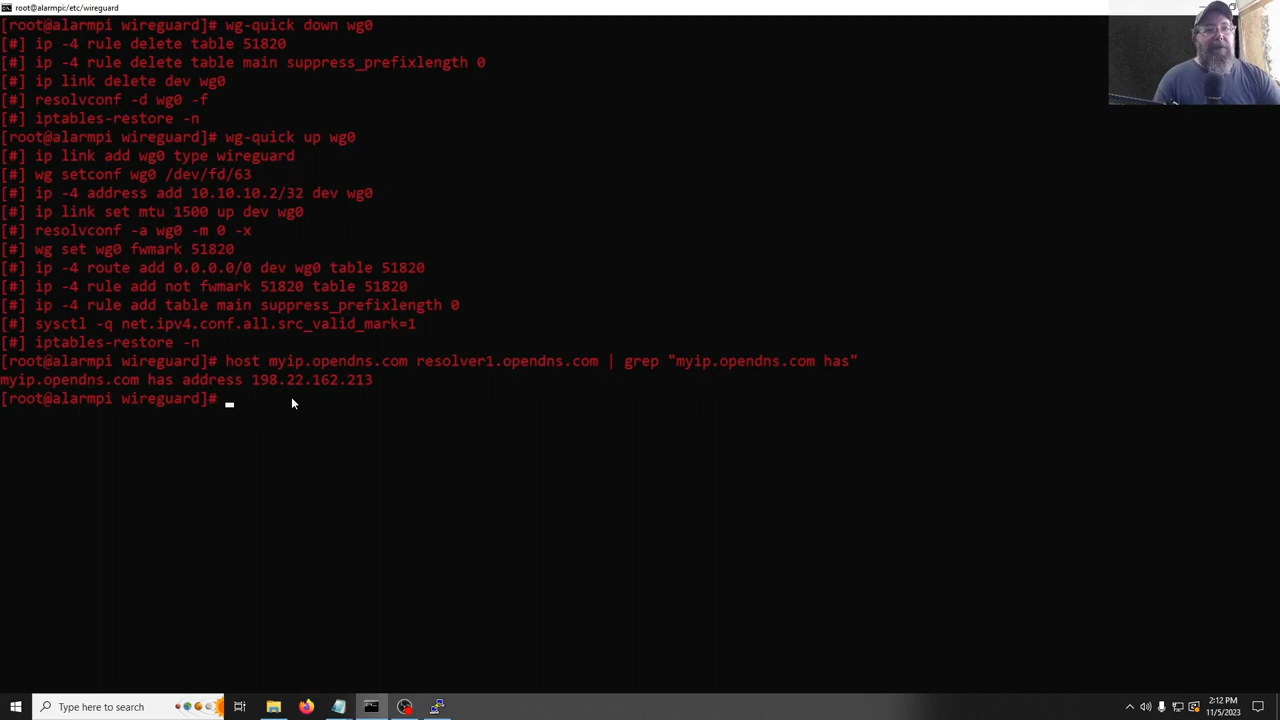 root@alarmpi:/etc/wireguard
[root@alarmpi wireguard]# wg-quick down wg0
[#] ip -4 rule delete table 51820
[#] ip -4 rule delete table main suppress_prefixlength 0
[#] ip link delete dev wg0
[#] resolvconf -d wg0 -f
[#] iptables-restore -n
[root@alarmpi wireguard]# wg-quick up wg0
[#] ip link add wg0 type wireguard
[#] wg setconf wg0 /dev/fd/63
[#] ip -4 address add 10.10.10.2/32 dev wg0
[#] ip link set mtu 1500 up dev wg0
[#] resolvconf -a wg0 -m 0 -x
[#] wg set wg0 fwmark 51820
[#] ip -4 route add 0.0.0.0/0 dev wg0 table 51820
[#] ip -4 rule add not fwmark 51820 table 51820
[#] ip -4 rule add table main suppress_prefixlength 0
[#] sysctl -q net.ipv4.conf.all.src_valid_mark=1
[#] iptables-restore -n
[root@alarmpi wireguard]# host myip.opendns.com resolver1.opendns.com | grep "myip.opendns.com has"
myip.opendns.com has address 198.22.162.213
[root@alarmpi wireguard]#
Type here to search
2:12 PM
11/5/2023